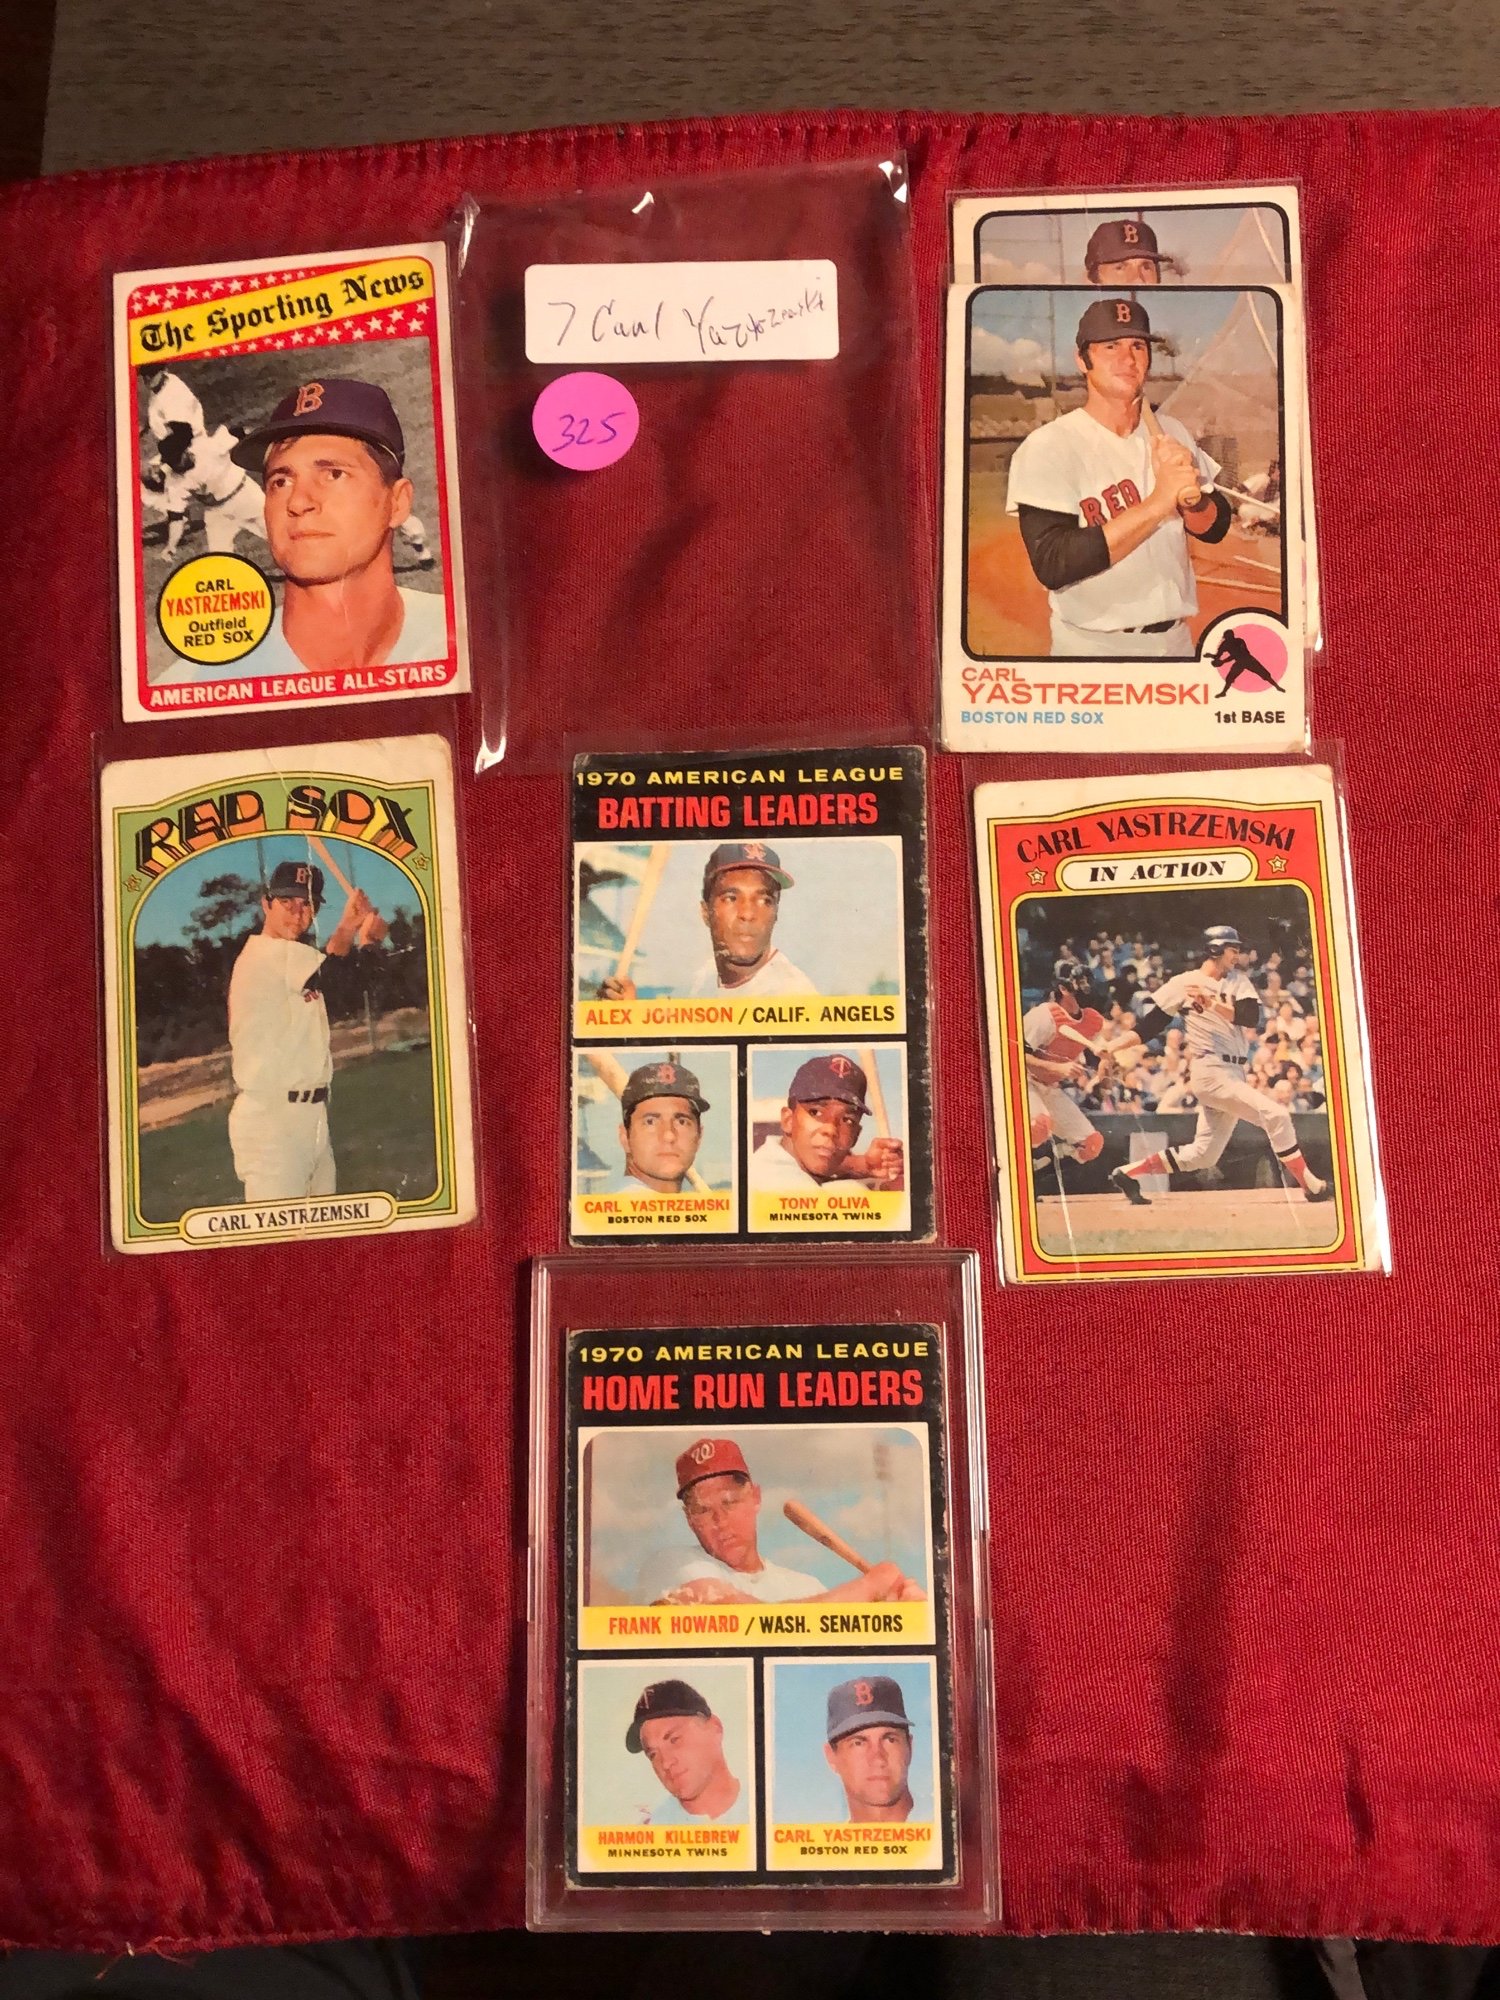 The Sporting News
B
CARL
YASTRZEMSKI
Outfield
RED SOX
AMERICAN LEAGUE ALL-STARS
7 Carl Yaztrzemski
325
B
B
RED
CARL
YASTRZEMSKI
BOSTON RED SOX
1st BASE
RED SOX
B
CARL YASTRZEMSKI
1970 AMERICAN LEAGUE
BATTING LEADERS
ALEX JOHNSON / CALIF. ANGELS
B
CARL YASTRZEMSKI
BOSTON RED SOX
T
TONY OLIVA
MINNESOTA TWINS
CARL YASTRZEMSKI
IN ACTION
1970 AMERICAN LEAGUE
HOME RUN LEADERS
W
FRANK HOWARD / WASH. SENATORS
HARMON KILLEBREW
MINNESOTA TWINS
B
CARL YASTRZEMSKI
BOSTON RED SOX